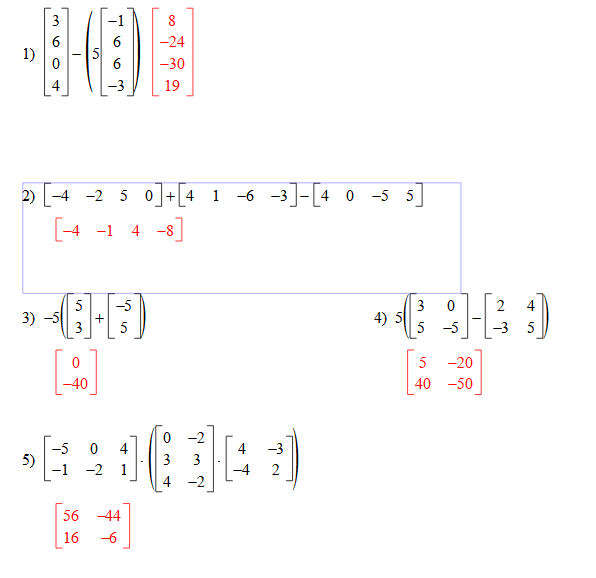 1) [3 6 0 4] − (5 [−1 6 6 −3]) [8 −24 −30 19]
2) [−4 −2 5 0] + [4 1 −6 −3] − [4 0 −5 5]
[−4 −1 4 −8]
3) −5([5 3] + [−5 5])
[0 −40]
4) 5([3 0 5 −5] − [2 4 −3 5])
[5 −20 40 −50]
5) [−5 0 4 −1 −2 1] · ([0 −2 3 3 4 −2] · [4 −3 −4 2])
[56 −44 16 −6]